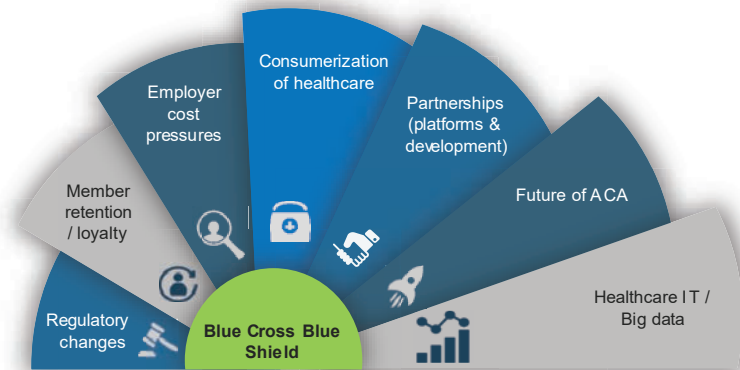 Consumerization
of healthcare
Employer
cost
pressures
Partnerships
(platforms &
development)
Member
retention
/ loyalty
Future of ACA
Healthcare IT /
Big data
Regulatory
changes
Blue Cross Blue
Shield